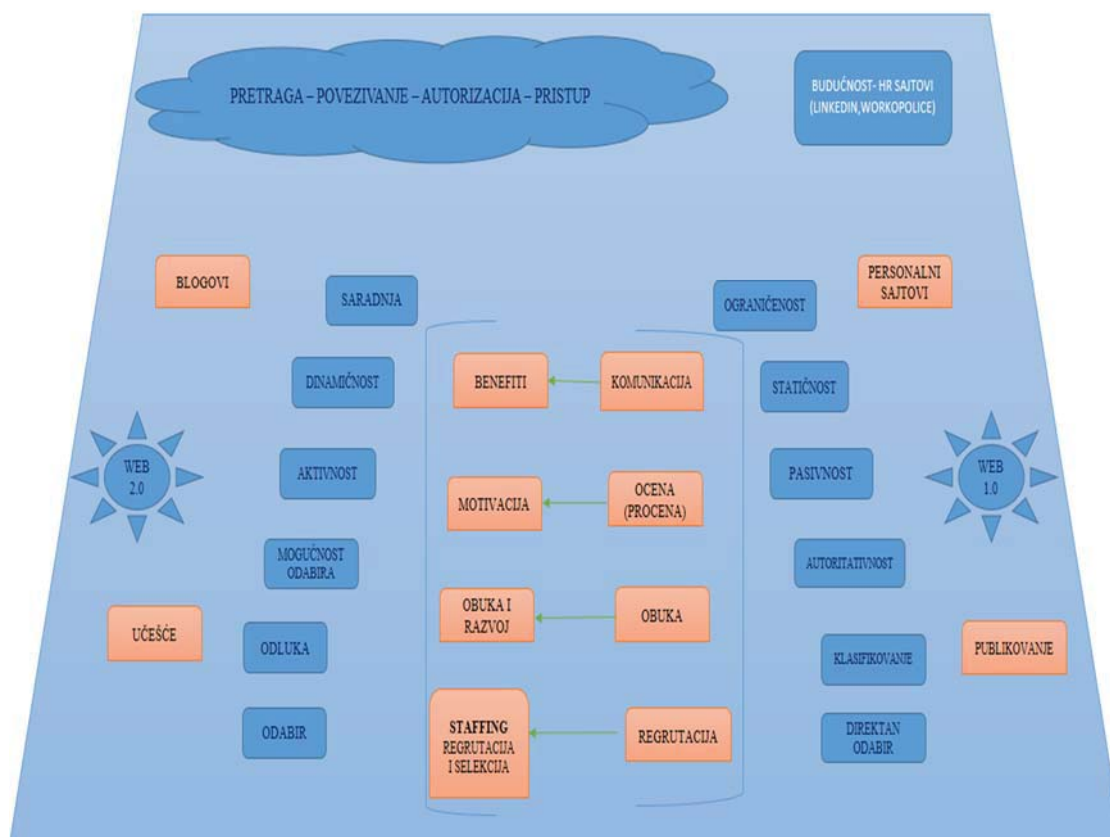 PRETRAGA – POVEZIVANJE – AUTORIZACIJA – PRISTUP
BUDUĆNOST- HR SAJTOVI
(LINKEDIN,WORKOPOLICE)
BLOGOVI
SARADNJA
OGRANIČENOST
PERSONALNI
SAJTOVI
DINAMIČNOST
BENEFITI
KOMUNIKACIJA
STATIČNOST
WEB
2.0
AKTIVNOST
MOTIVACIJA
OCENA
(PROCENA)
PASIVNOST
WEB
1.0
MOGUĆNOST
ODABIRA
AUTORITATIVNOST
UČEŠĆE
ODLUKA
OBUKA I
RAZVOJ
OBUKA
KLASIFIKOVANJE
PUBLIKOVANJE
ODABIR
STAFFING
REGRUTACIJA
I SELEKCIJA
REGRUTACIJA
DIREKTAN
ODABIR